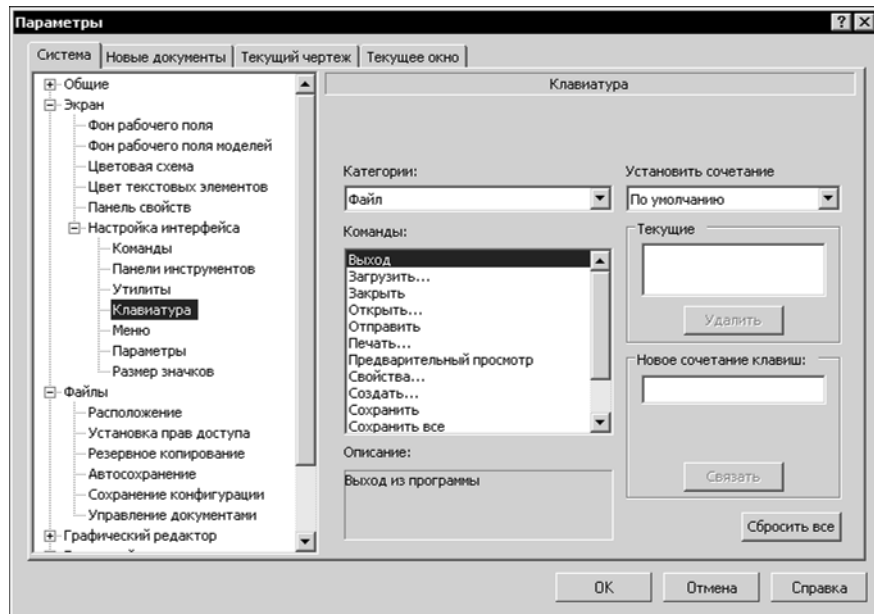 Параметры
Система
Новые документы
Текущий чертеж
Текущее окно
Общие
Экран
Фон рабочего поля
Фон рабочего поля моделей
Цветовая схема
Цвет текстовых элементов
Панель свойств
Настройка интерфейса
Команды
Панели инструментов
Утилиты
Клавиатура
Меню
Параметры
Размер значков
Файлы
Расположение
Установка прав доступа
Резервное копирование
Автосохранение
Сохранение конфигурации
Управление документами
Графический редактор
Клавиатура
Категории:
Файл
Команды:
Выход
Загрузить...
Закрыть
Открыть...
Отправить
Печать...
Предварительный просмотр
Свойства...
Создать...
Сохранить
Сохранить все
Описание:
Выход из программы
Установить сочетание
По умолчанию
Текущие
Удалить
Новое сочетание клавиш:
Связать
Сбросить все
OK
Отмена
Справка